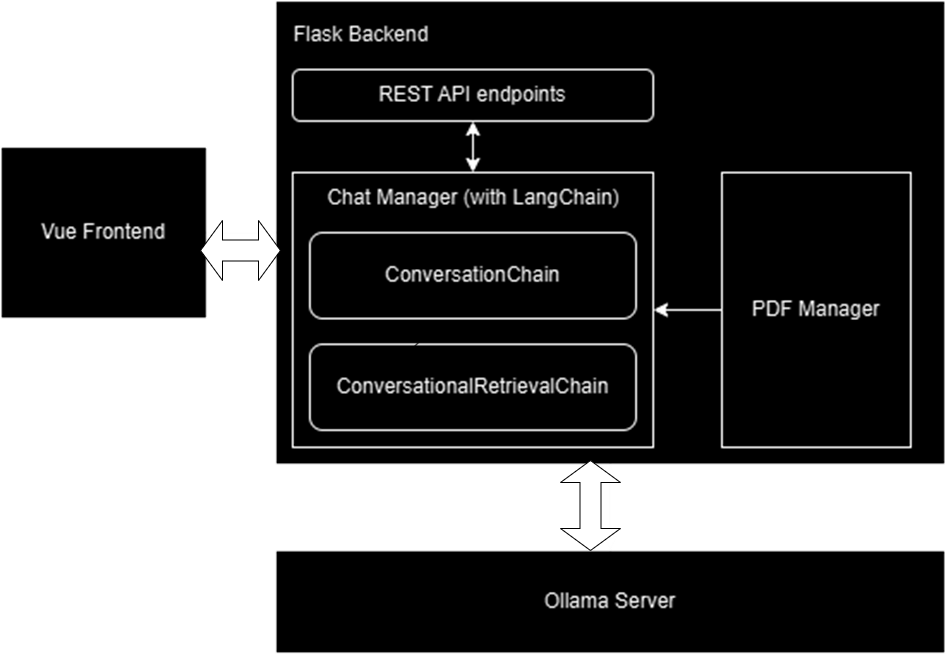 Flask Backend
REST API endpoints
Vue Frontend
Chat Manager (with LangChain)
ConversationChain
PDF Manager
ConversationalRetrievalChain
Ollama Server